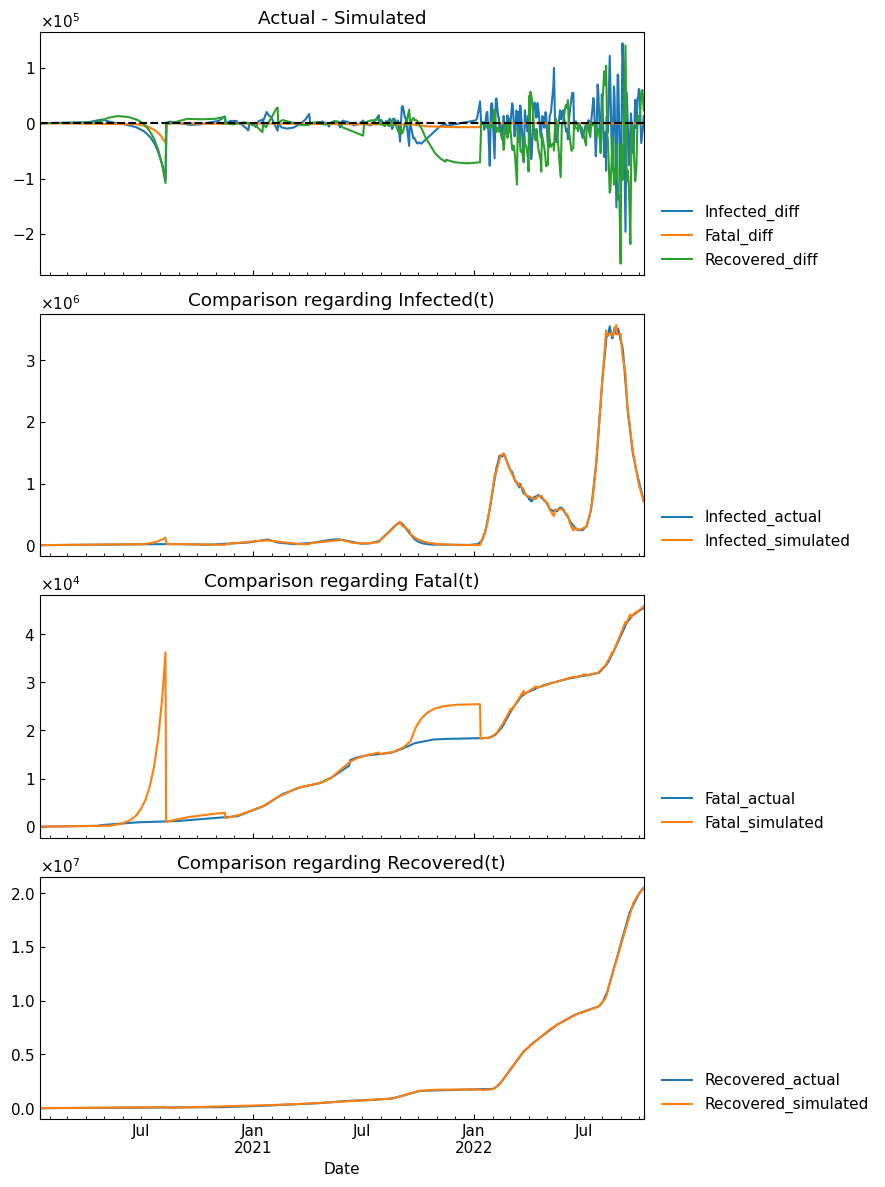 Actual - Simulated
×10⁵
1
0
−1
−2
Infected_diff
Fatal_diff
Recovered_diff
Comparison regarding Infected(t)
×10⁶
3
2
1
0
Infected_actual
Infected_simulated
Comparison regarding Fatal(t)
×10⁴
4
3
2
1
0
Fatal_actual
Fatal_simulated
Comparison regarding Recovered(t)
×10⁷
2.0
1.5
1.0
0.5
0.0
Recovered_actual
Recovered_simulated
Jul Jan Jul Jan Jul
2021 2022
Date